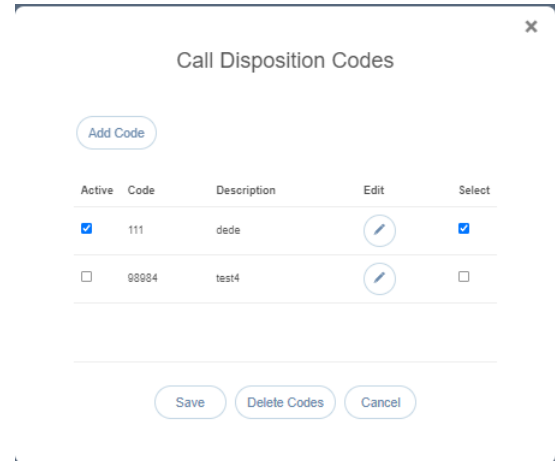 Call Disposition Codes
Add Code
Active Code Description Edit Select
111 dede
98984 test4
Save Delete Codes Cancel